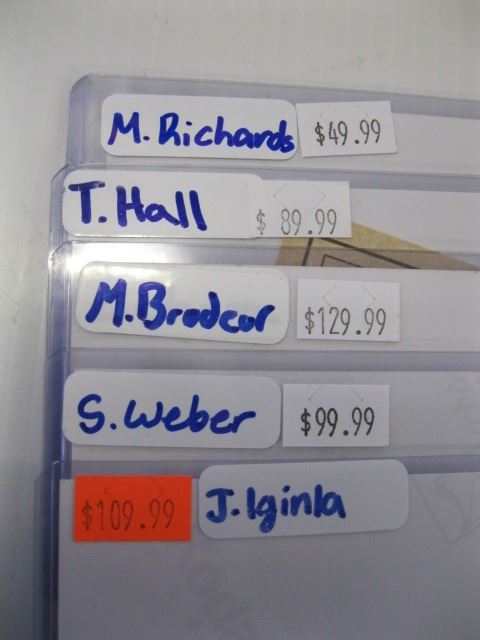 M. Richards $49.99
T. Hall $ 89.99
M. Brodeur $129.99
S. Weber $99.99
$109.99 J. Iginla